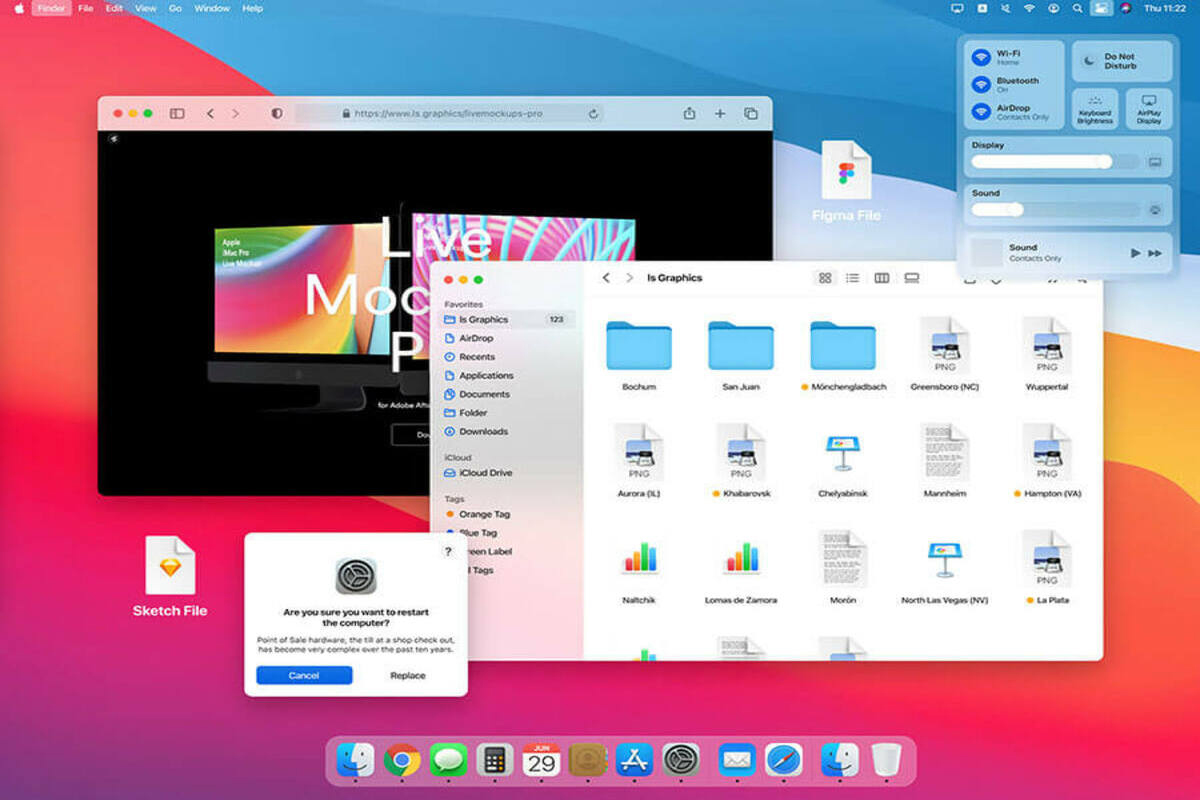 Finder File Edit View Go Window Help
Thu 11:22
https://www.ls.graphics/livemockups-pro
Wi-Fi
Home
Bluetooth
On
AirDrop
Contacts Only
Do Not
Disturb
Keyboard
Brightness
AirPlay
Display
Display
Sound
Sound
Contacts Only
Apple
iMac Pro
Live Mockup
Live
Moc
P
for Adobe Afte
Dow
Figma File
Sketch File
ls Graphics
Favorites
ls Graphics 123
AirDrop
Recents
Applications
Documents
Folder
Downloads
iCloud
iCloud Drive
Tags
Orange Tag
Blue Tag
reen Label
l Tags
Bochum
San Juan
Mönchengladbach
PNG
Greensboro (NC)
PNG
Wuppertal
PNG
Aurora (IL)
PNG
Khabarovsk
Chelyabinsk
Mannheim
PNG
Hampton (VA)
Naltchik
Lomas de Zamora
Morón
North Las Vegas (NV)
PNG
La Plata
?
Are you sure you want to restart
the computer?
Point of Sale hardware, the till at a shop check out,
has become very complex over the past ten years.
Cancel Replace
JUN
29